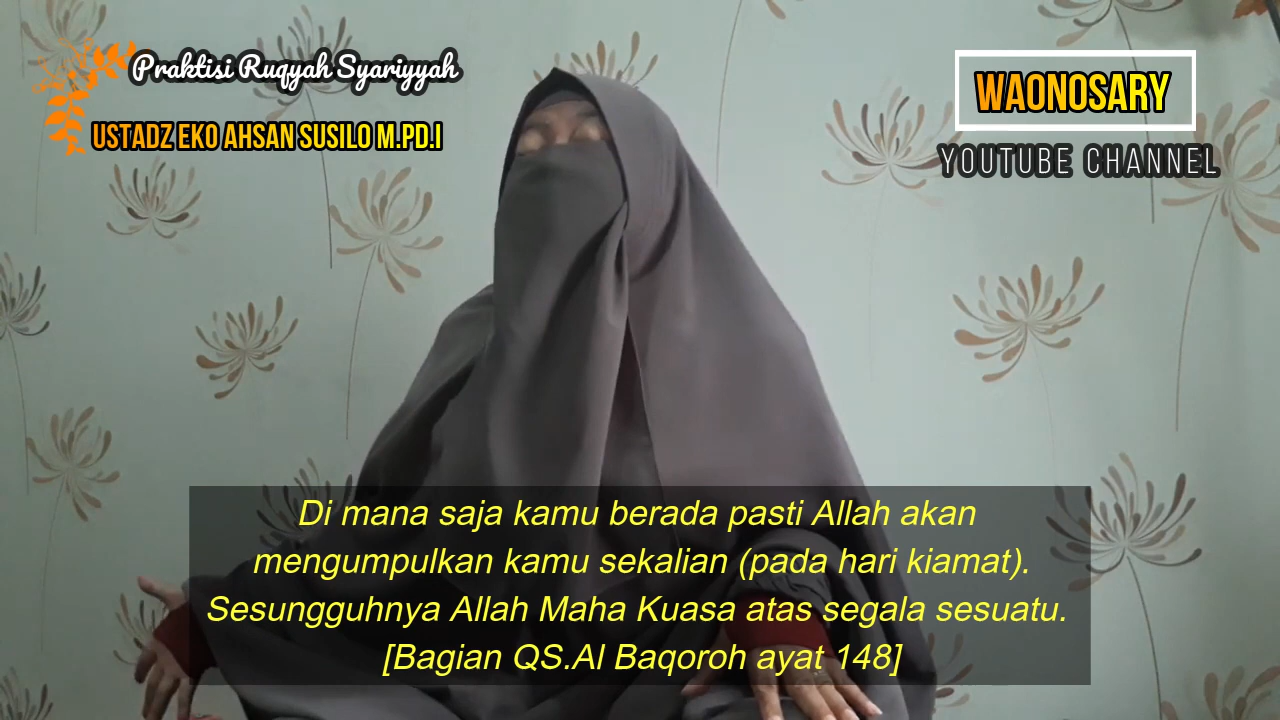 Praktisi Ruqyah Syariyyah
USTADZ EKO AHSAN SUSILO M.PD.I
WAONOSARY
YOUTUBE CHANNEL
Di mana saja kamu berada pasti Allah akan
mengumpulkan kamu sekalian (pada hari kiamat).
Sesungguhnya Allah Maha Kuasa atas segala sesuatu.
[Bagian QS.Al Baqoroh ayat 148]